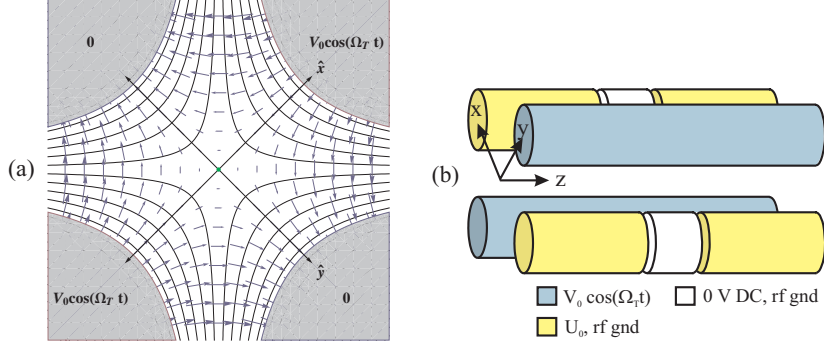 (a)
0
V₀cos(Ω_T t)
x̂
ŷ
V₀cos(Ω_T t)
0
(b)
x
y
z
V₀ cos(Ω_T t)
0 V DC, rf gnd
U₀, rf gnd